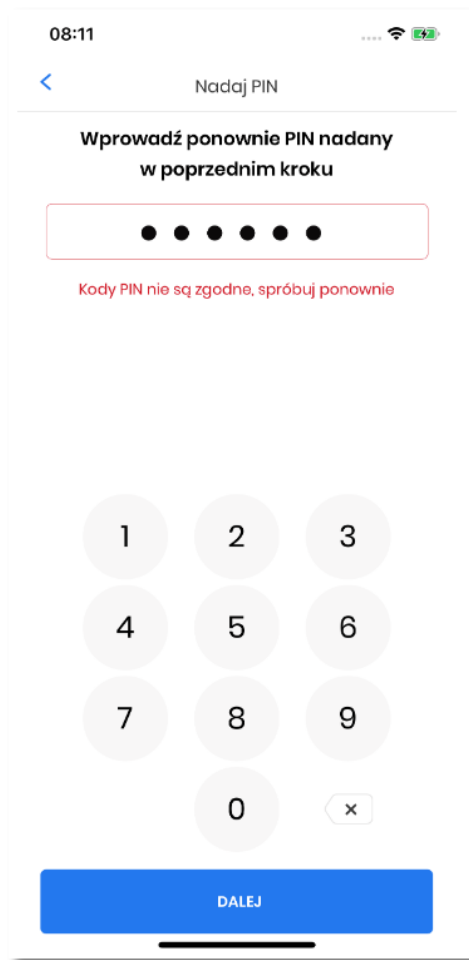 08:11
Nadaj PIN
Wprowadź ponownie PIN nadany
w poprzednim kroku
Kody PIN nie są zgodne, spróbuj ponownie
1 2 3
4 5 6
7 8 9
0
DALEJ